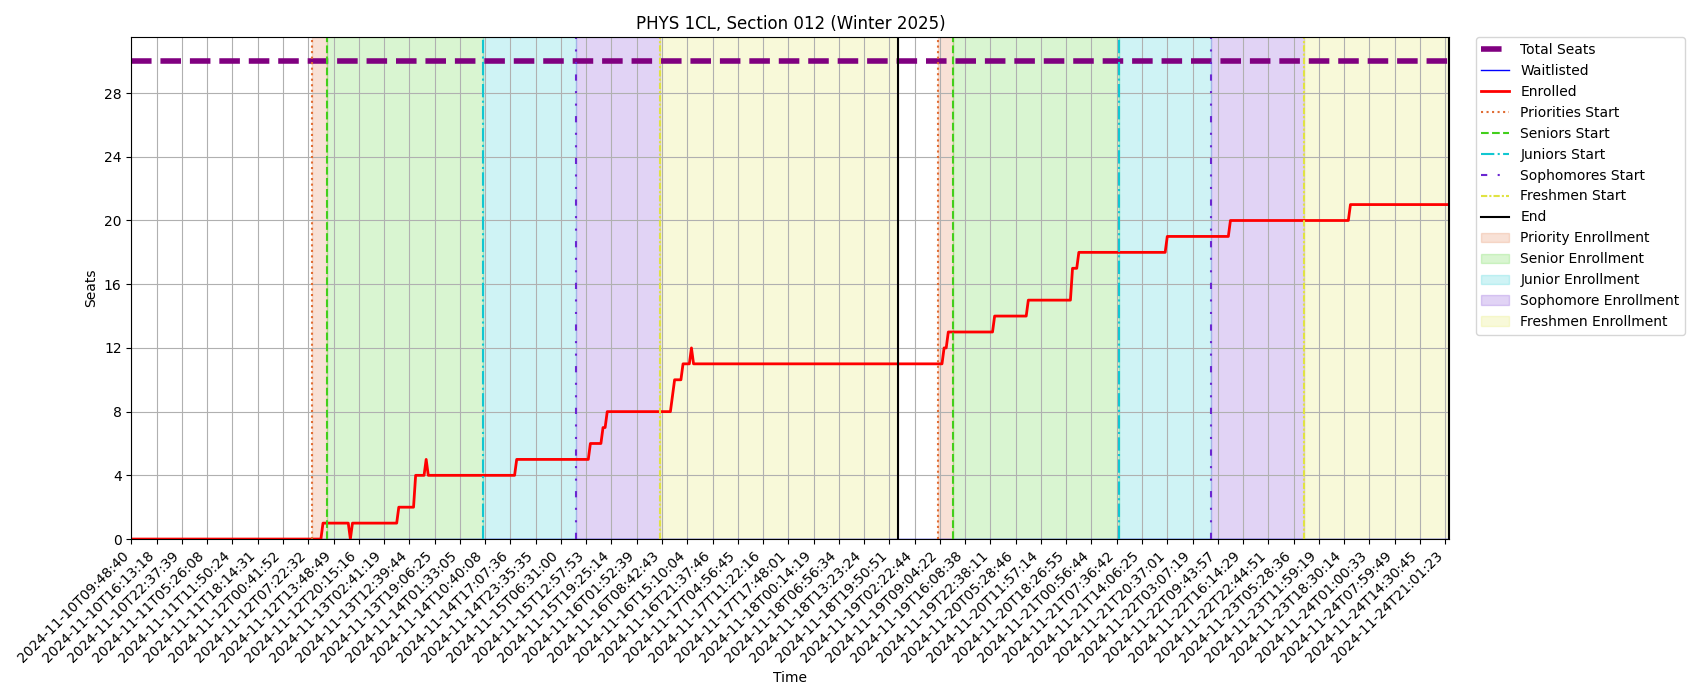 PHYS 1CL, Section 012 (Winter 2025)
Total Seats
Waitlisted
Enrolled
Priorities Start
Seniors Start
Juniors Start
Sophomores Start
Freshmen Start
End
Priority Enrollment
Senior Enrollment
Junior Enrollment
Sophomore Enrollment
Freshmen Enrollment
Seats
28
24
20
16
12
8
4
0
2024-11-10T09:48:40
2024-11-10T16:13:18
2024-11-10T22:37:39
2024-11-11T05:26:08
2024-11-11T11:50:24
2024-11-11T18:14:31
2024-11-12T00:41:52
2024-11-12T07:22:32
2024-11-12T13:48:49
2024-11-12T20:15:16
2024-11-13T02:41:19
2024-11-13T12:39:44
2024-11-13T19:06:25
2024-11-14T01:33:05
2024-11-14T10:40:08
2024-11-14T17:07:36
2024-11-14T23:35:35
2024-11-15T06:31:00
2024-11-15T12:57:53
2024-11-15T19:25:14
2024-11-16T01:52:39
2024-11-16T08:42:43
2024-11-16T15:10:04
2024-11-16T21:37:46
2024-11-17T04:56:45
2024-11-17T11:22:16
2024-11-17T17:48:01
2024-11-18T00:14:19
2024-11-18T06:56:34
2024-11-18T13:23:24
2024-11-18T19:50:51
2024-11-19T02:22:44
2024-11-19T09:04:22
2024-11-19T16:08:38
2024-11-19T22:38:11
2024-11-20T05:28:46
2024-11-20T11:57:14
2024-11-20T18:26:55
2024-11-21T00:56:44
2024-11-21T07:36:42
2024-11-21T14:06:25
2024-11-21T20:37:01
2024-11-22T03:07:19
2024-11-22T09:43:57
2024-11-22T16:14:29
2024-11-22T22:44:51
2024-11-23T05:28:36
2024-11-23T11:59:19
2024-11-23T18:30:14
2024-11-24T01:00:33
2024-11-24T07:59:49
2024-11-24T14:30:45
2024-11-24T21:01:23
Time